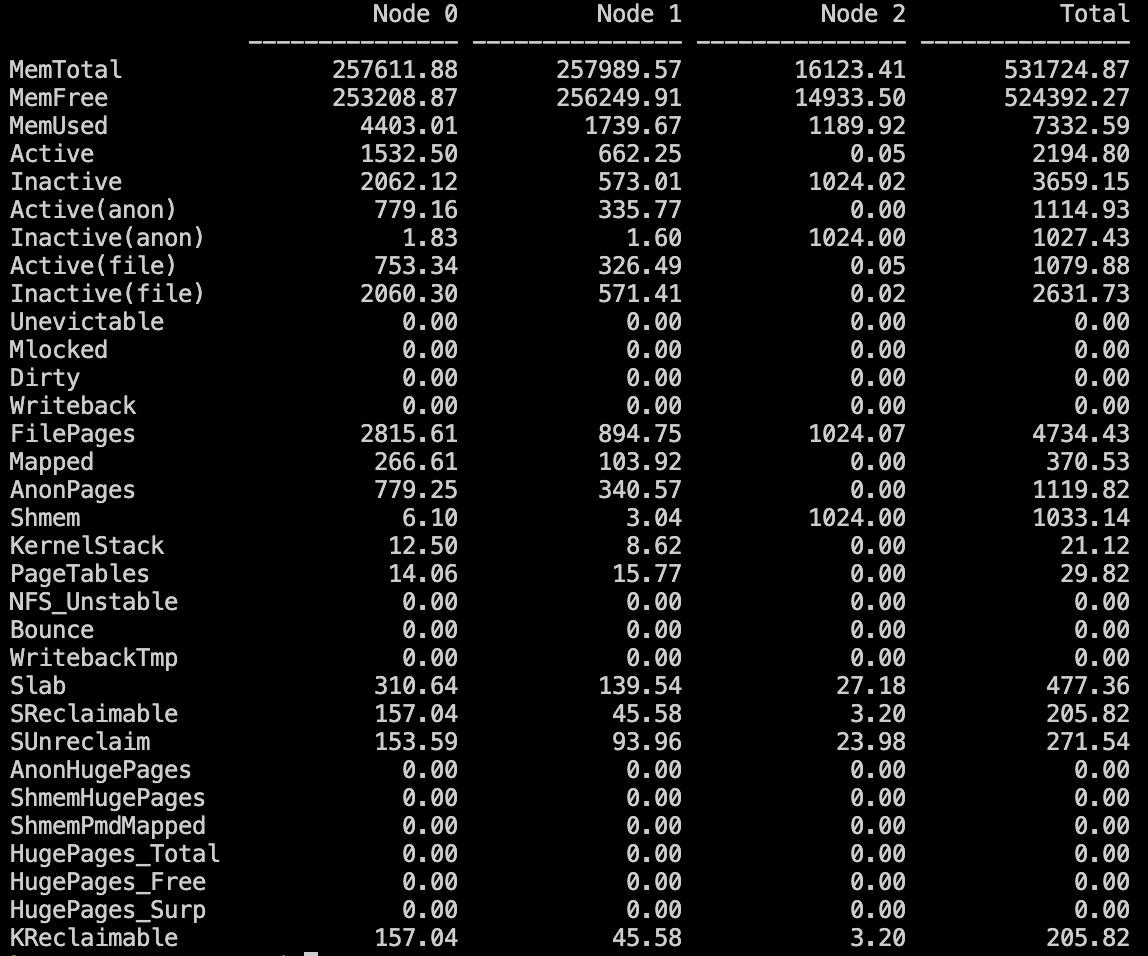 Node 0 Node 1 Node 2 Total
MemTotal 257611.88 257989.57 16123.41 531724.87
MemFree 253208.87 256249.91 14933.50 524392.27
MemUsed 4403.01 1739.67 1189.92 7332.59
Active 1532.50 662.25 0.05 2194.80
Inactive 2062.12 573.01 1024.02 3659.15
Active(anon) 779.16 335.77 0.00 1114.93
Inactive(anon) 1.83 1.60 1024.00 1027.43
Active(file) 753.34 326.49 0.05 1079.88
Inactive(file) 2060.30 571.41 0.02 2631.73
Unevictable 0.00 0.00 0.00 0.00
Mlocked 0.00 0.00 0.00 0.00
Dirty 0.00 0.00 0.00 0.00
Writeback 0.00 0.00 0.00 0.00
FilePages 2815.61 894.75 1024.07 4734.43
Mapped 266.61 103.92 0.00 370.53
AnonPages 779.25 340.57 0.00 1119.82
Shmem 6.10 3.04 1024.00 1033.14
KernelStack 12.50 8.62 0.00 21.12
PageTables 14.06 15.77 0.00 29.82
NFS_Unstable 0.00 0.00 0.00 0.00
Bounce 0.00 0.00 0.00 0.00
WritebackTmp 0.00 0.00 0.00 0.00
Slab 310.64 139.54 27.18 477.36
SReclaimable 157.04 45.58 3.20 205.82
SUnreclaim 153.59 93.96 23.98 271.54
AnonHugePages 0.00 0.00 0.00 0.00
ShmemHugePages 0.00 0.00 0.00 0.00
ShmemPmdMapped 0.00 0.00 0.00 0.00
HugePages_Total 0.00 0.00 0.00 0.00
HugePages_Free 0.00 0.00 0.00 0.00
HugePages_Surp 0.00 0.00 0.00 0.00
KReclaimable 157.04 45.58 3.20 205.82